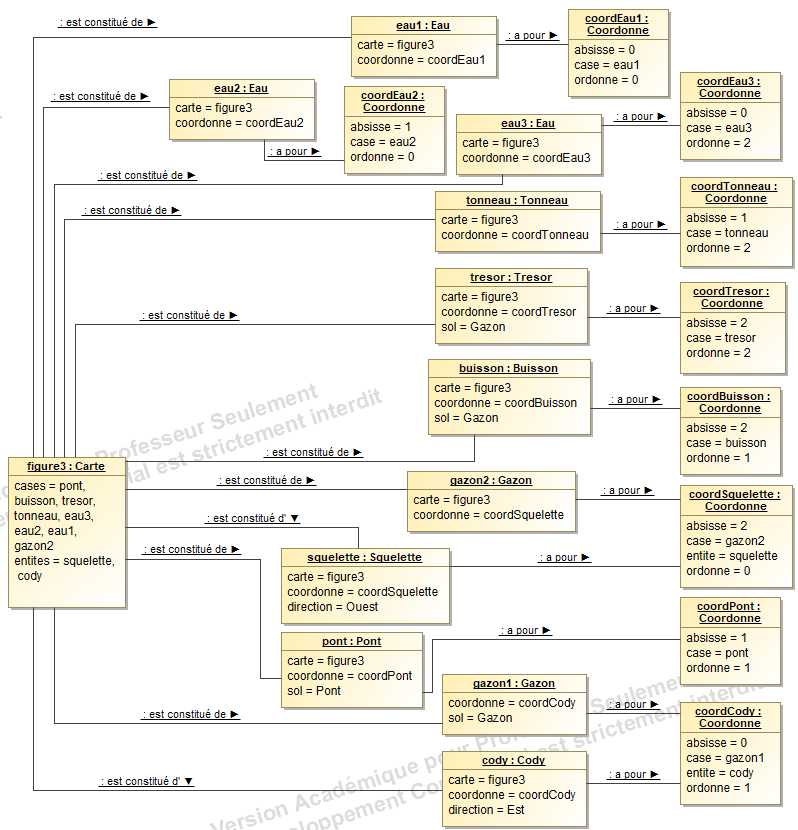 : est constitué de ►
eau1 : Eau
carte = figure3
coordonne = coordEau1
: a pour ►
coordEau1 :
Coordonne
absisse = 0
case = eau1
ordonne = 0
: est constitué de ►
eau2 : Eau
carte = figure3
coordonne = coordEau2
: a pour ►
coordEau2 :
Coordonne
absisse = 1
case = eau2
ordonne = 0
: est constitué de ►
eau3 : Eau
carte = figure3
coordonne = coordEau3
: a pour ►
coordEau3 :
Coordonne
absisse = 0
case = eau3
ordonne = 2
: est constitué de ►
tonneau : Tonneau
carte = figure3
coordonne = coordTonneau
: a pour ►
coordTonneau :
Coordonne
absisse = 1
case = tonneau
ordonne = 2
: est constitué de ►
tresor : Tresor
carte = figure3
coordonne = coordTresor
sol = Gazon
: a pour ►
coordTresor :
Coordonne
absisse = 2
case = tresor
ordonne = 2
: est constitué de ►
buisson : Buisson
carte = figure3
coordonne = coordBuisson
sol = Gazon
: a pour ►
coordBuisson :
Coordonne
absisse = 2
case = buisson
ordonne = 1
figure3 : Carte
cases = pont,
buisson, tresor,
tonneau, eau3,
eau2, eau1,
gazon2
entites = squelette,
cody
: est constitué de ►
gazon2 : Gazon
carte = figure3
coordonne = coordSquelette
: a pour ►
coordSquelette :
Coordonne
absisse = 2
case = gazon2
entite = squelette
ordonne = 0
: est constitué d' ▼
squelette : Squelette
carte = figure3
coordonne = coordSquelette
direction = Ouest
: a pour ►
: est constitué de ►
pont : Pont
carte = figure3
coordonne = coordPont
sol = Pont
: a pour ►
coordPont :
Coordonne
absisse = 1
case = pont
ordonne = 1
: est constitué de ►
gazon1 : Gazon
coordonne = coordCody
sol = Gazon
: a pour ►
coordCody :
Coordonne
absisse = 0
case = gazon1
entite = cody
ordonne = 1
: est constitué d' ▼
cody : Cody
carte = figure3
coordonne = coordCody
direction = Est
: a pour ►
Professeur Seulement
est strictement interdit
Version Académique pour
Seulement
est strictement interdit